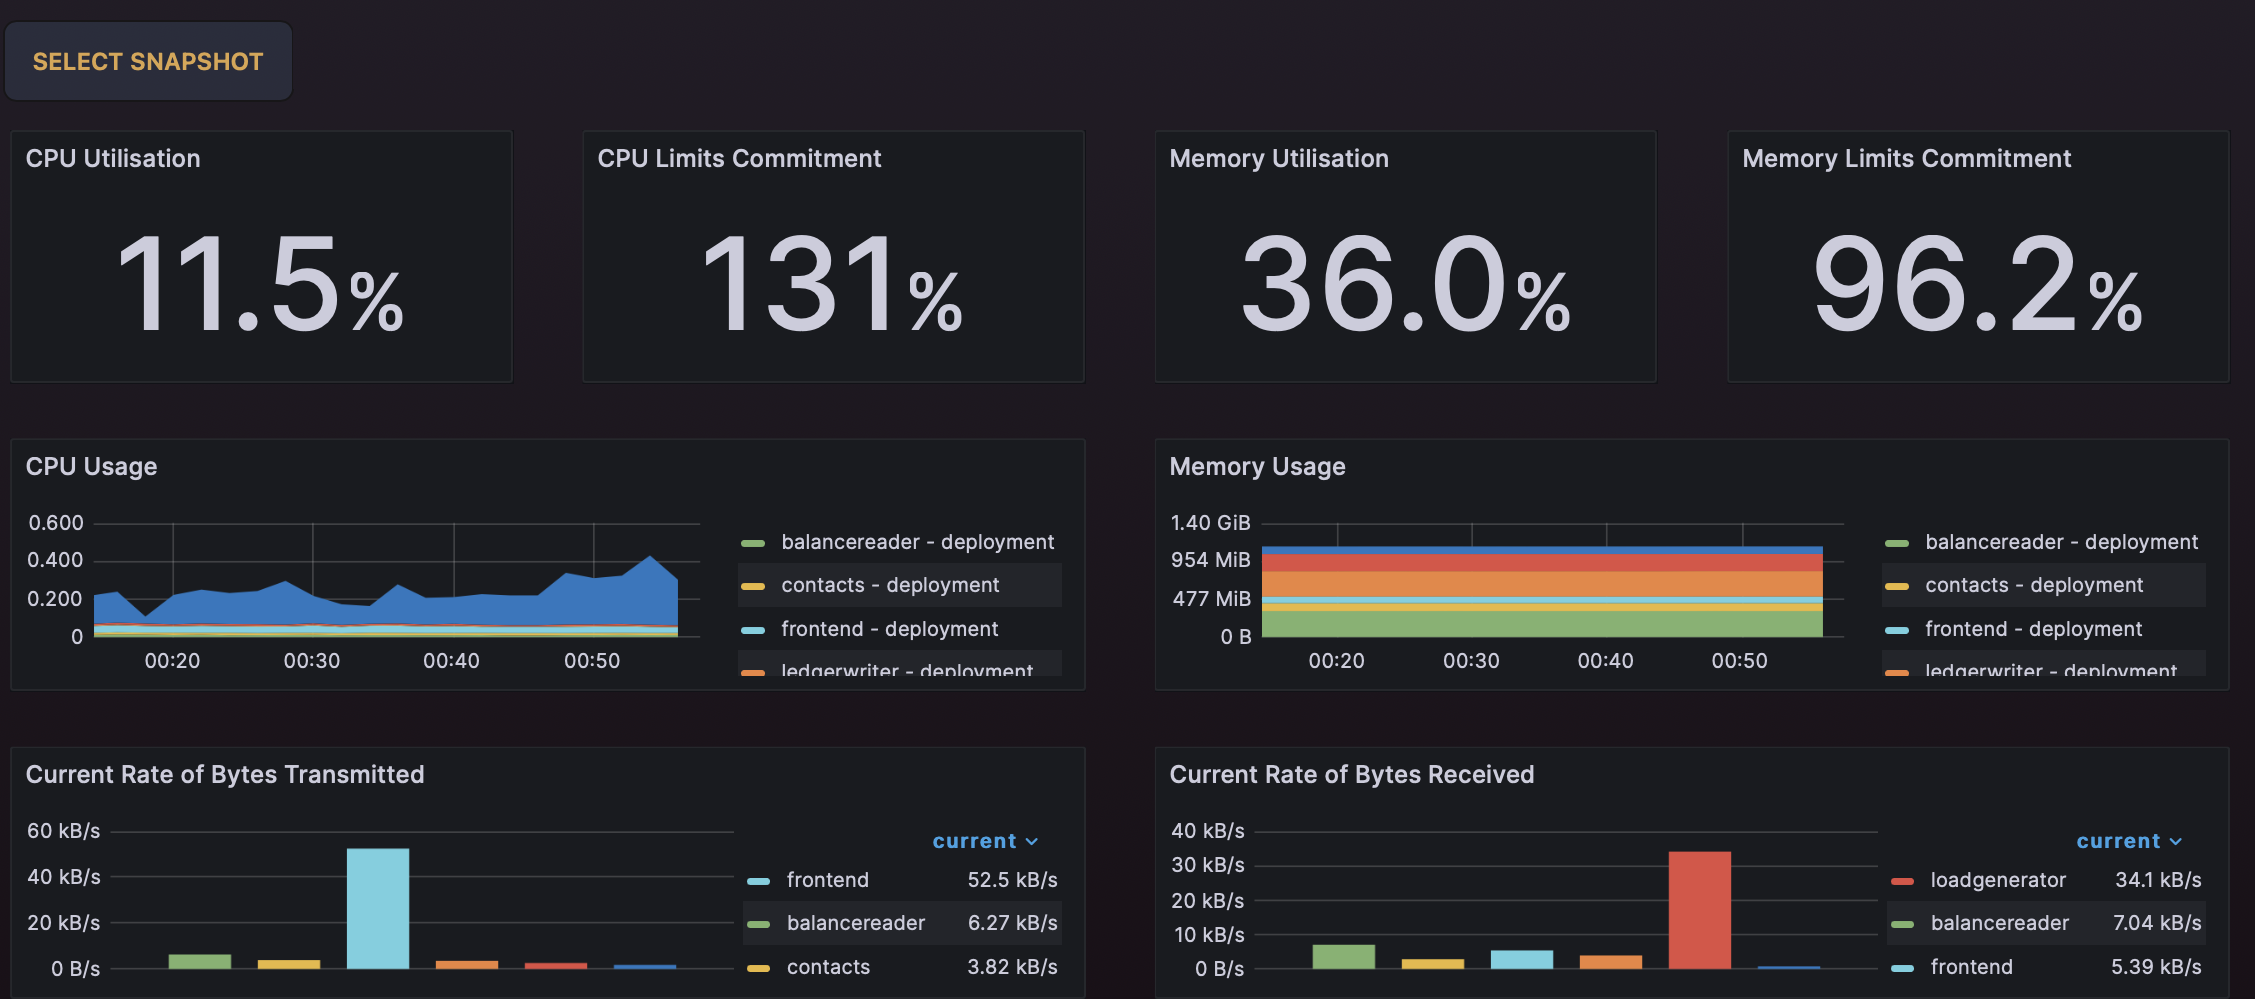 SELECT SNAPSHOT
CPU Utilisation
11.5%
CPU Limits Commitment
131%
Memory Utilisation
36.0%
Memory Limits Commitment
96.2%
CPU Usage
0.600
0.400
0.200
0
00:20 00:30 00:40 00:50
balancereader - deployment
contacts - deployment
frontend - deployment
ledgerwriter - deployment
Memory Usage
1.40 GiB
954 MiB
477 MiB
0 B
00:20 00:30 00:40 00:50
balancereader - deployment
contacts - deployment
frontend - deployment
ledgerwriter - deployment
Current Rate of Bytes Transmitted
60 kB/s
40 kB/s
20 kB/s
0 B/s
current
frontend 52.5 kB/s
balancereader 6.27 kB/s
contacts 3.82 kB/s
Current Rate of Bytes Received
40 kB/s
30 kB/s
20 kB/s
10 kB/s
0 B/s
current
loadgenerator 34.1 kB/s
balancereader 7.04 kB/s
frontend 5.39 kB/s